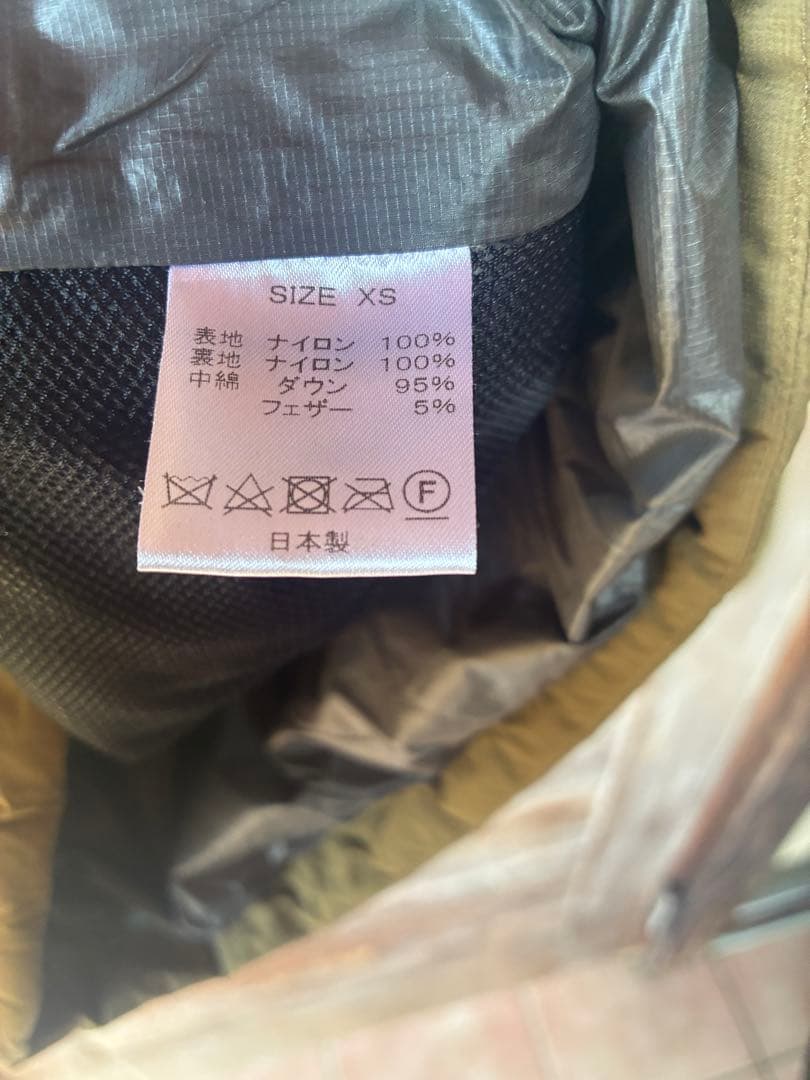 SIZE XS
表地 ナイロン 100%
裏地 ナイロン 100%
中綿 ダウン 95%
フェザー 5%
F
日本製